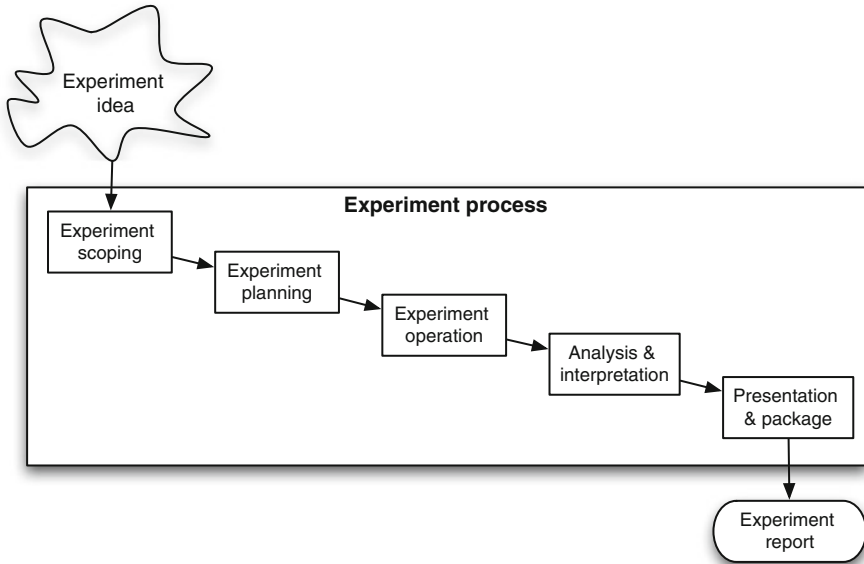 Experiment
idea
Experiment process
Experiment
scoping
Experiment
planning
Experiment
operation
Analysis &
interpretation
Presentation
& package
Experiment
report